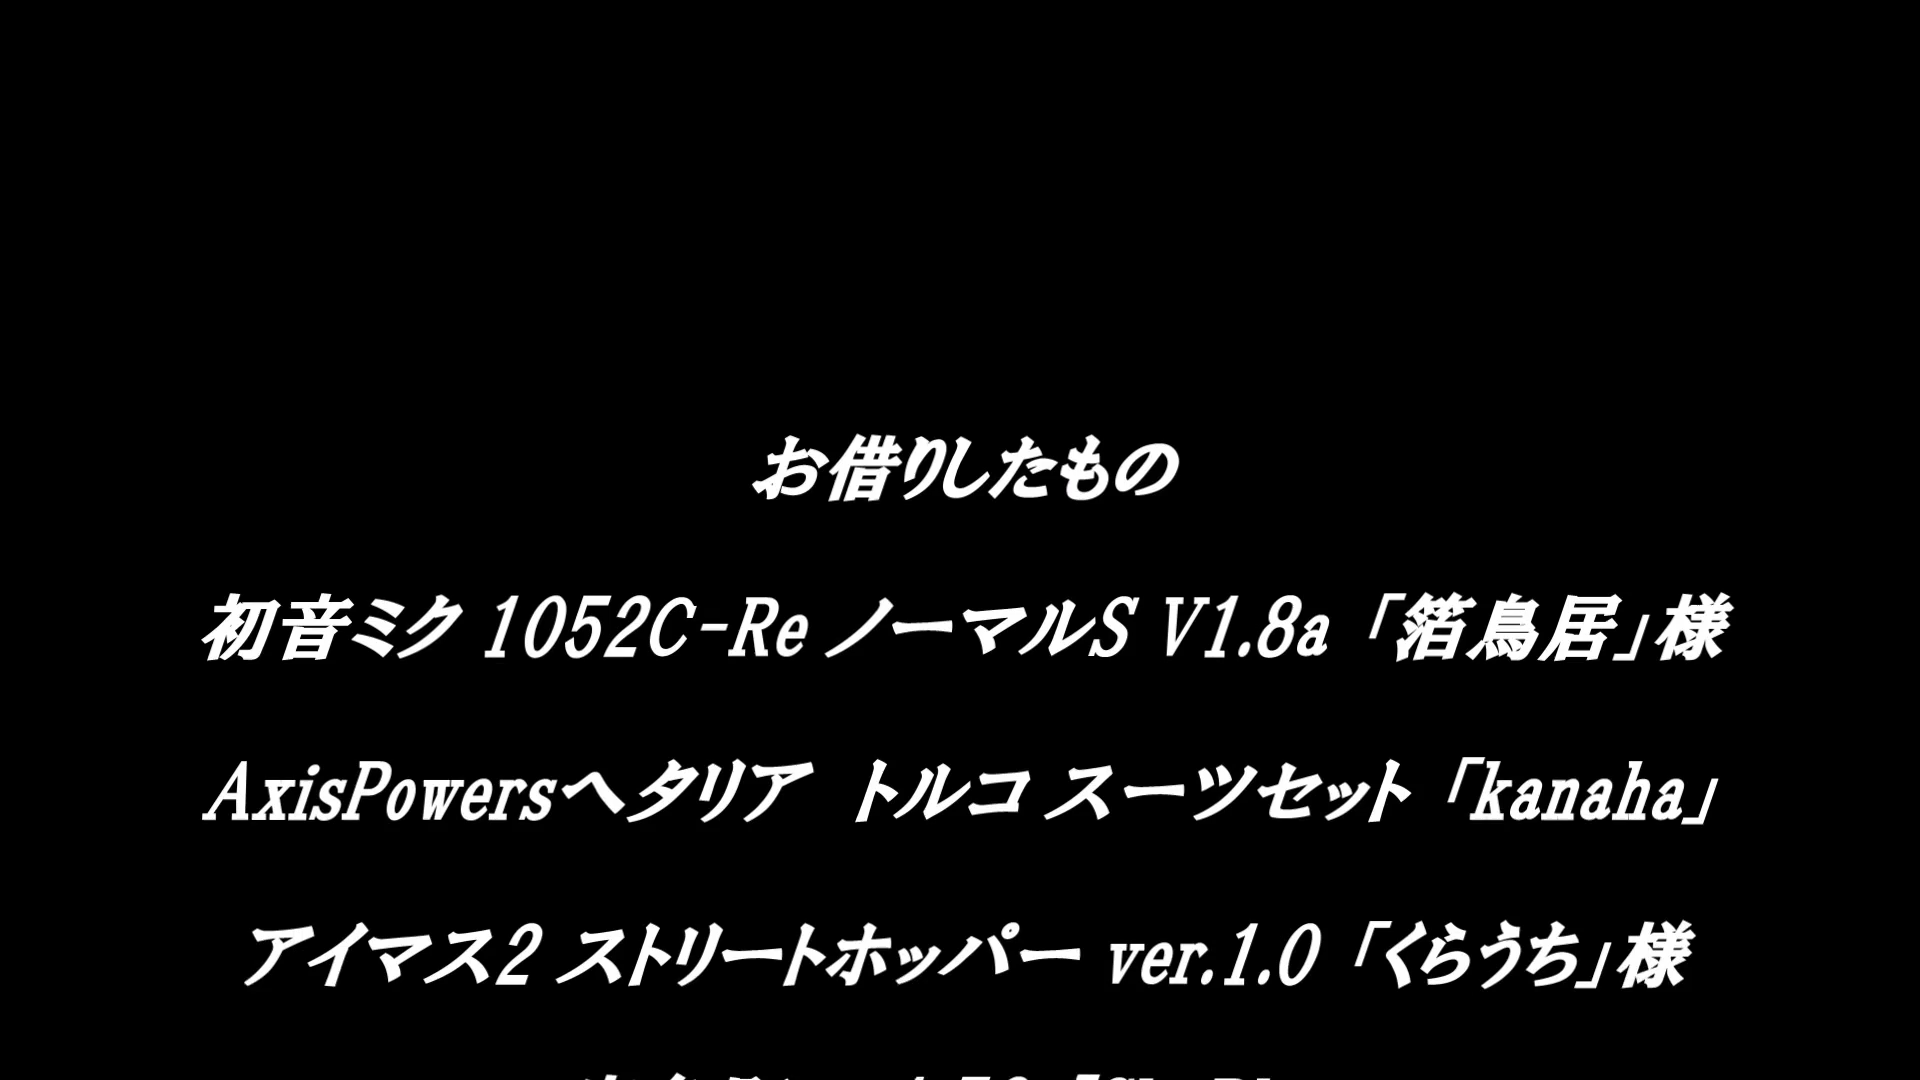 お借りしたもの
初音ミク 1052C-Re ノーマルS V1.8a「箔鳥居」様
AxisPowersヘタリア　トルコ スーツセット「kanaha」
アイマス2 ストリートホッパー ver.1.0「くらうち」様